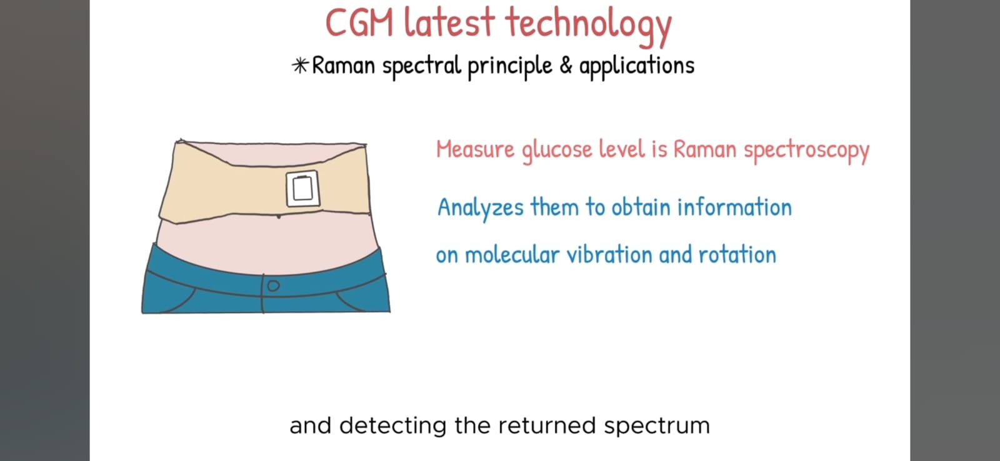 CGM latest technology
*Raman spectral principle & applications
Measure glucose level is Raman spectroscopy
Analyzes them to obtain information
on molecular vibration and rotation
and detecting the returned spectrum